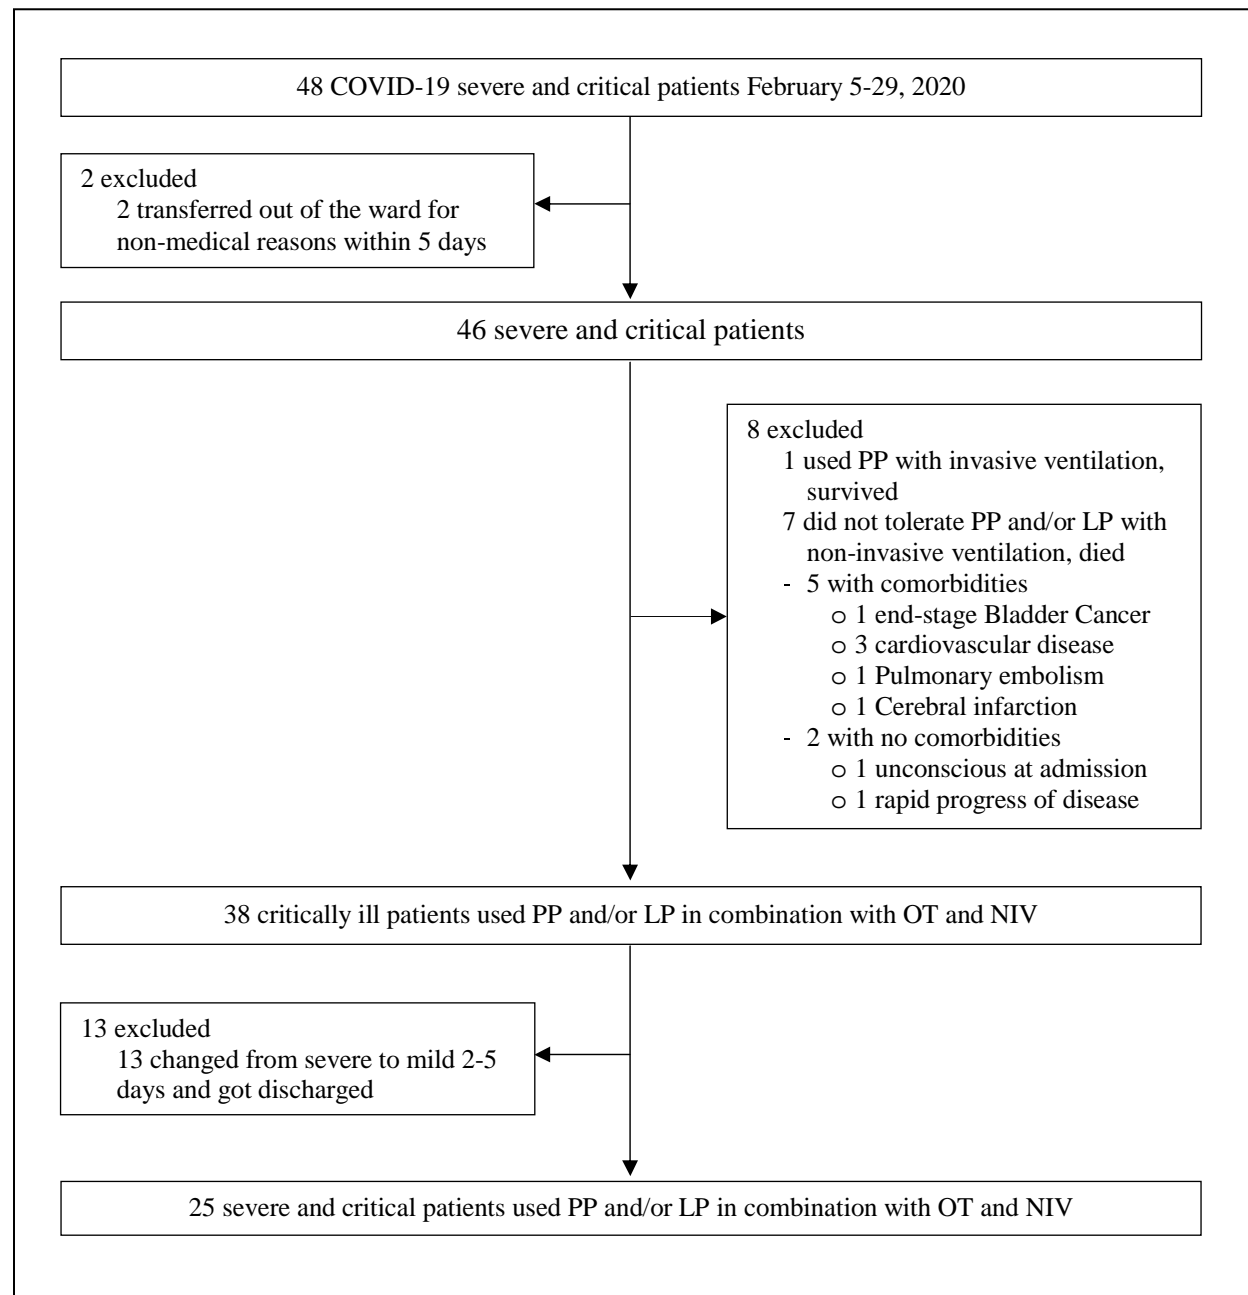 48 COVID-19 severe and critical patients February 5-29, 2020
2 excluded
2 transferred out of the ward for
non-medical reasons within 5 days
46 severe and critical patients
8 excluded
1 used PP with invasive ventilation,
survived
7 did not tolerate PP and/or LP with
non-invasive ventilation, died
- 5 with comorbidities
o 1 end-stage Bladder Cancer
o 3 cardiovascular disease
o 1 Pulmonary embolism
o 1 Cerebral infarction
- 2 with no comorbidities
o 1 unconscious at admission
o 1 rapid progress of disease
38 critically ill patients used PP and/or LP in combination with OT and NIV
13 excluded
13 changed from severe to mild 2-5
days and got discharged
25 severe and critical patients used PP and/or LP in combination with OT and NIV